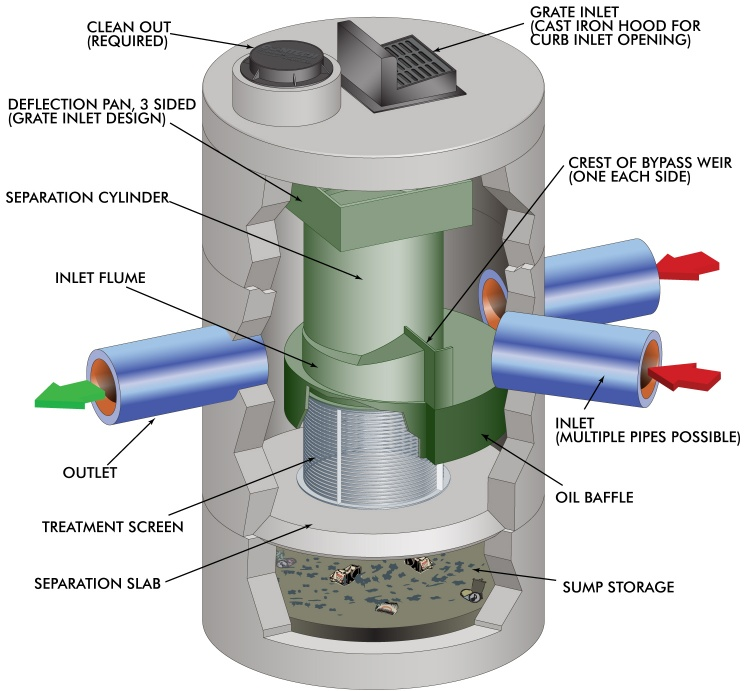 CLEAN OUT
(REQUIRED)
GRATE INLET
(CAST IRON HOOD FOR
CURB INLET OPENING)
DEFLECTION PAN, 3 SIDED
(GRATE INLET DESIGN)
CREST OF BYPASS WEIR
(ONE EACH SIDE)
SEPARATION CYLINDER
INLET FLUME
INLET
(MULTIPLE PIPES POSSIBLE)
OUTLET
OIL BAFFLE
TREATMENT SCREEN
SEPARATION SLAB
SUMP STORAGE